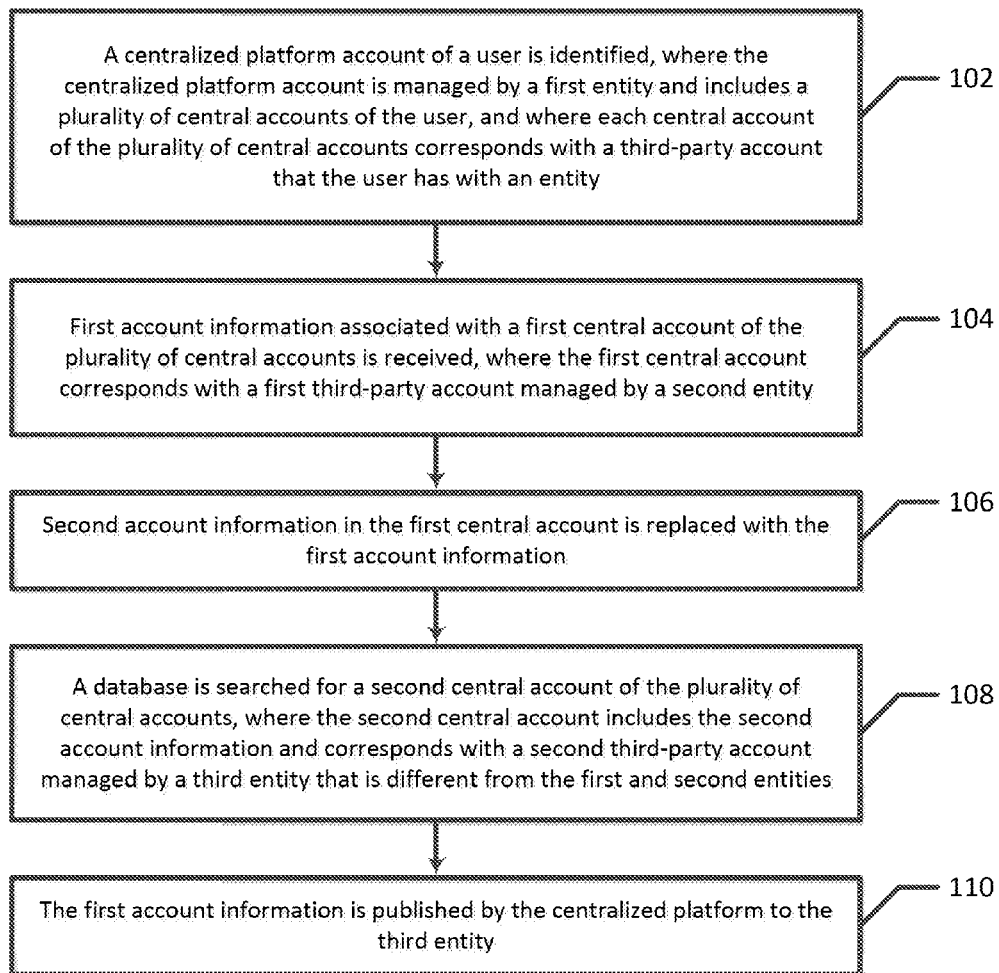 A centralized platform account of a user is identified, where the
centralized platform account is managed by a first entity and includes a
plurality of central accounts of the user, and where each central account
of the plurality of central accounts corresponds with a third-party account
that the user has with an entity
102
First account information associated with a first central account of the
plurality of central accounts is received, where the first central account
corresponds with a first third-party account managed by a second entity
104
Second account information in the first central account is replaced with the
first account information
106
A database is searched for a second central account of the plurality of
central accounts, where the second central account includes the second
account information and corresponds with a second third-party account
managed by a third entity that is different from the first and second entities
108
The first account information is published by the centralized platform to the
third entity
110